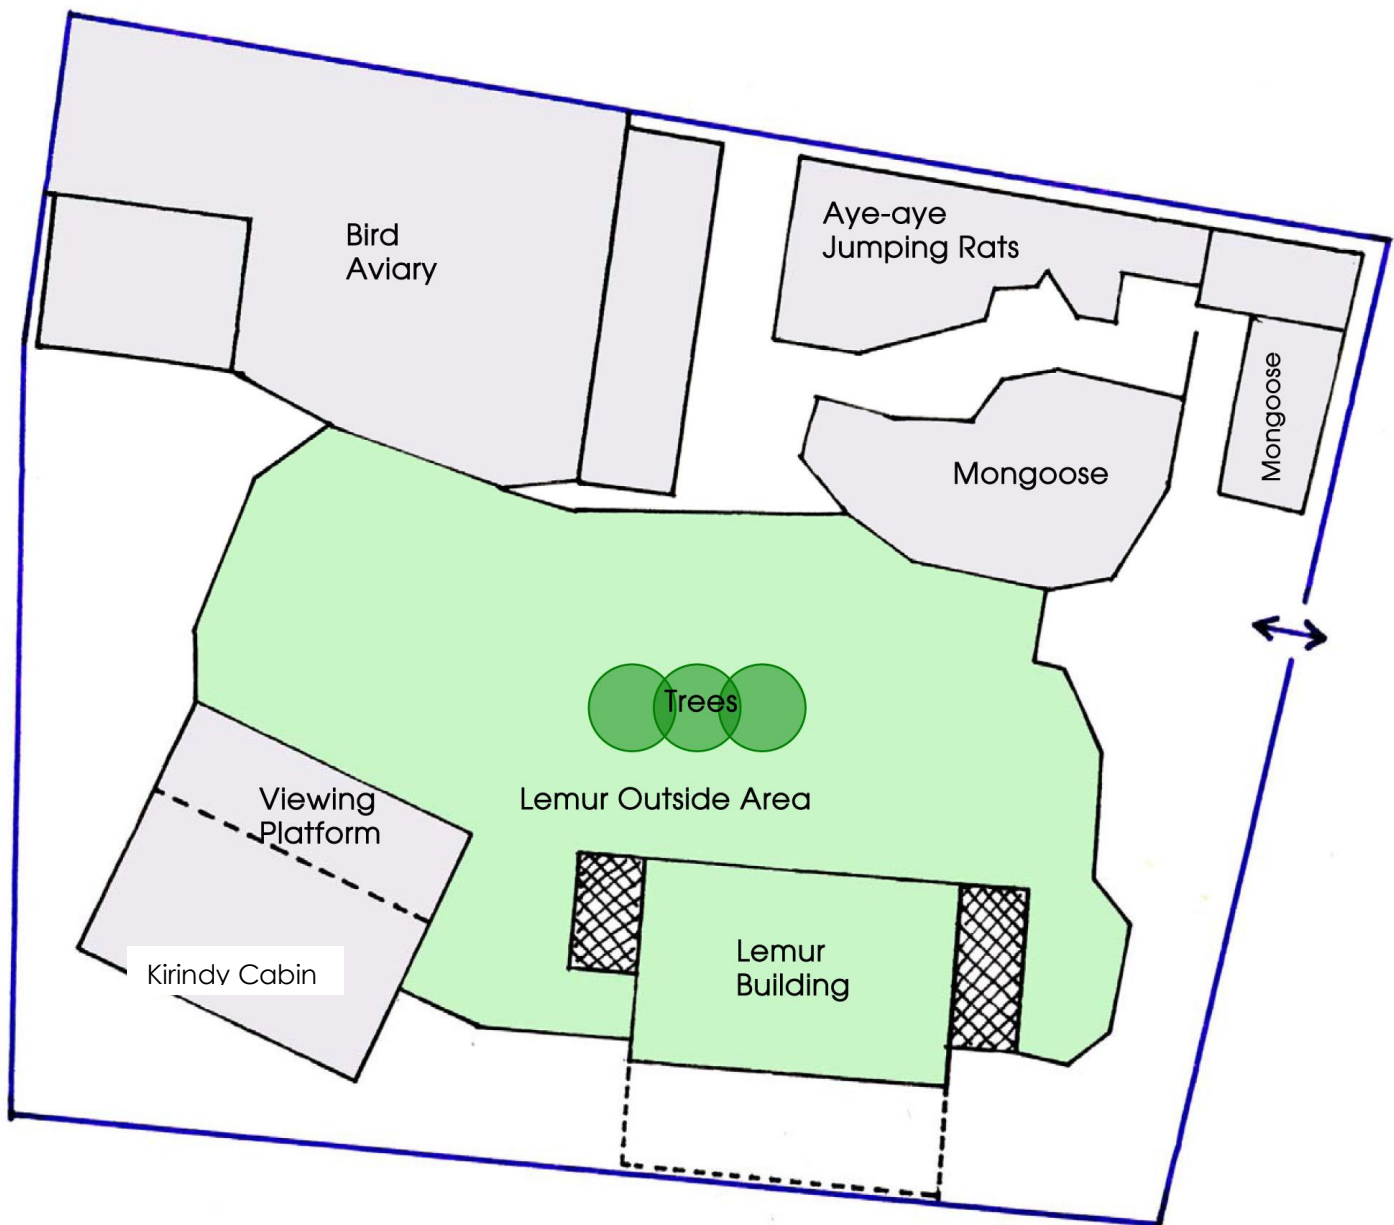 Bird
Aviary
Aye-aye
Jumping Rats
Mongoose
Mongoose
Trees
Viewing
Platform
Lemur Outside Area
Lemur
Building
Kirindy Cabin